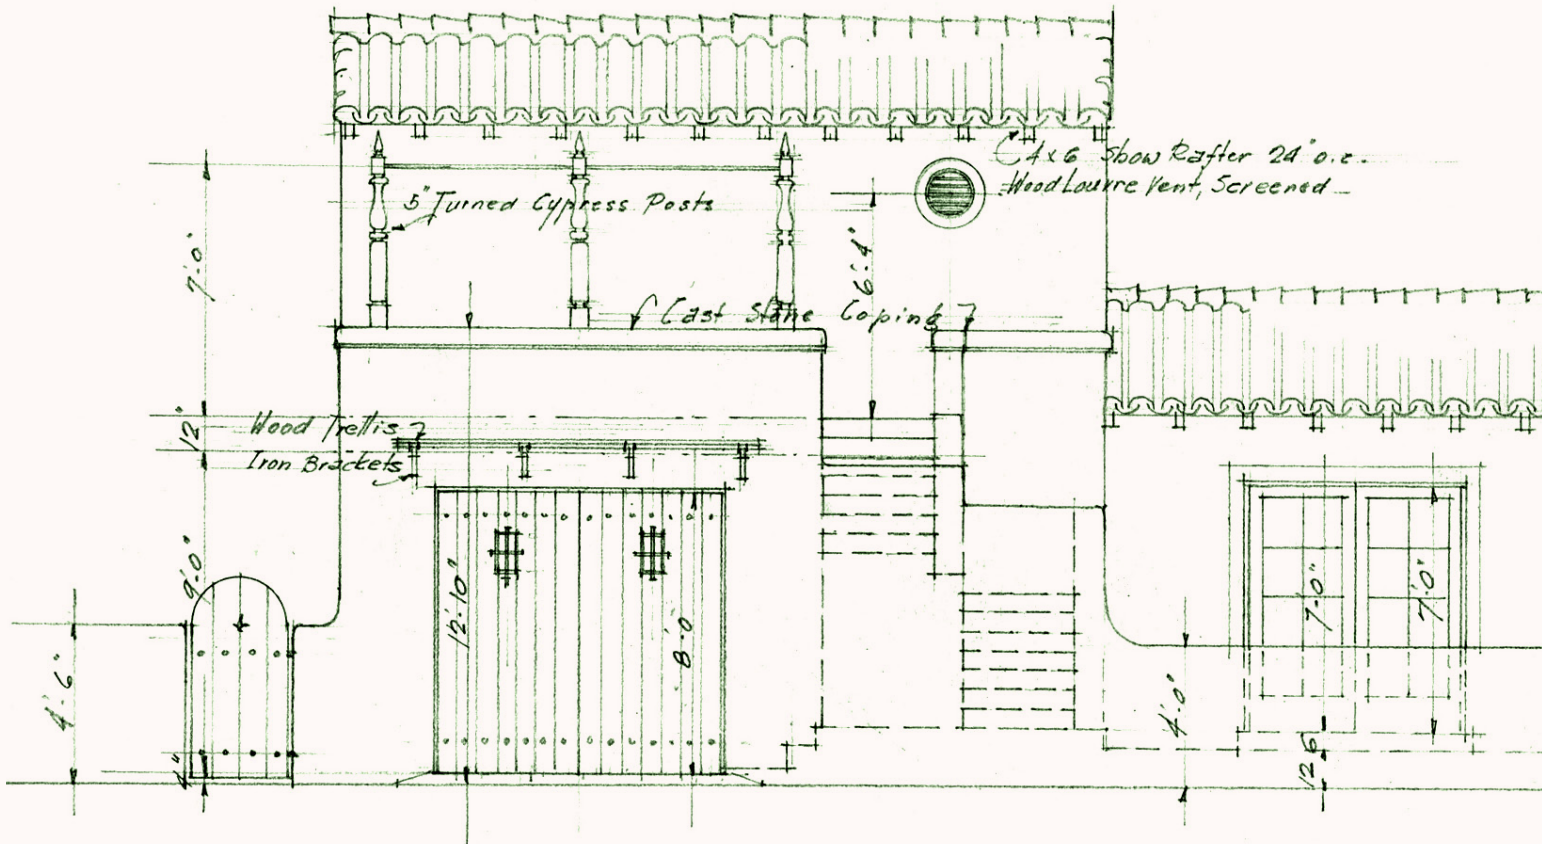 4x6 Show Rafter 24" o.c.
Wood Louvre Vent, Screened
5" Turned Cypress Posts
7'-0"
6'-4"
Cast Stone Coping
12"
Wood Trellis
Iron Brackets
9'-0"
12'-10"
8'-0"
7'-0"
7'-0"
4'-6"
4'-0"
4"
12"
6"